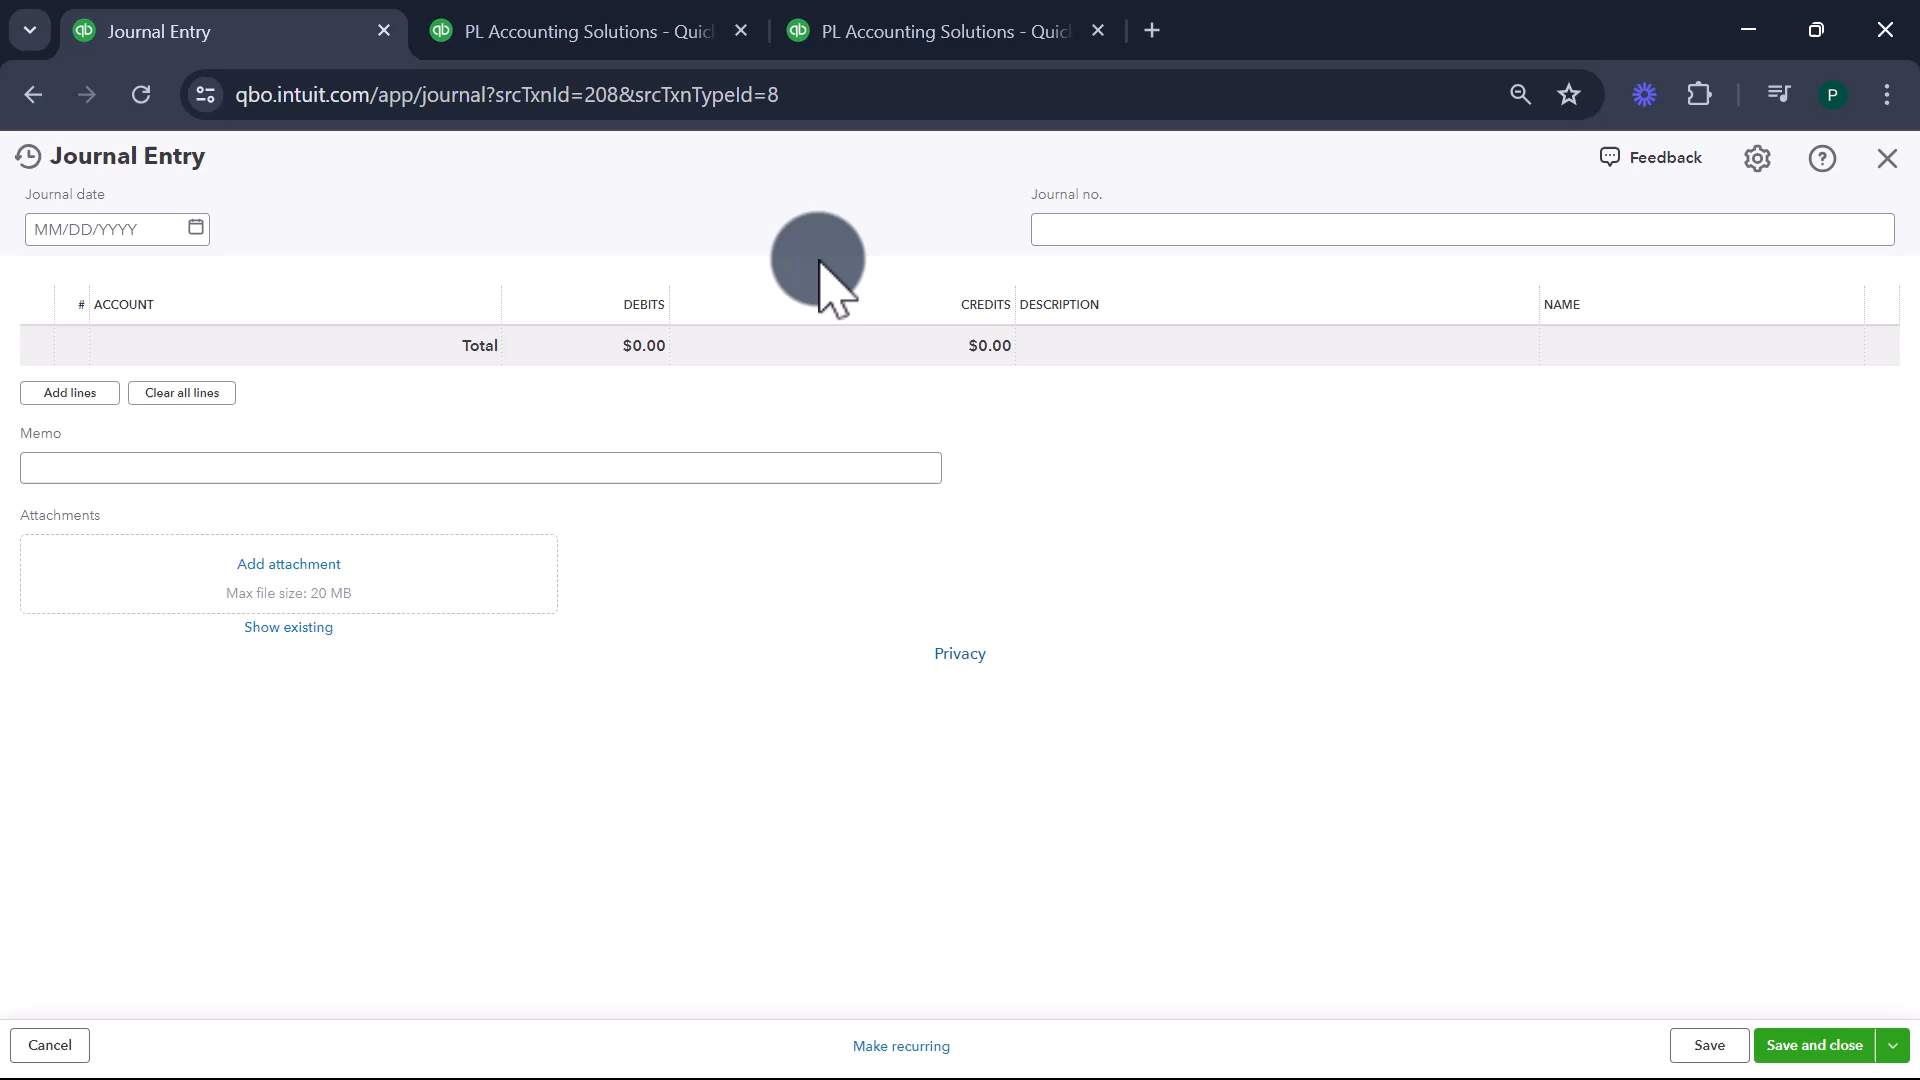 Journal Entry
PL Accounting Solutions - Quic
PL Accounting Solutions - Quic
qbo.intuit.com/app/journal?srcTxnId=208&srcTxnTypeId=8
P
Journal Entry
Feedback
Journal date
Journal no.
MM/DD/YYYY
# ACCOUNT DEBITS CREDITS DESCRIPTION NAME
Total $0.00 $0.00
Add lines
Clear all lines
Memo
Attachments
Add attachment
Max file size: 20 MB
Show existing
Privacy
Cancel
Make recurring
Save
Save and close